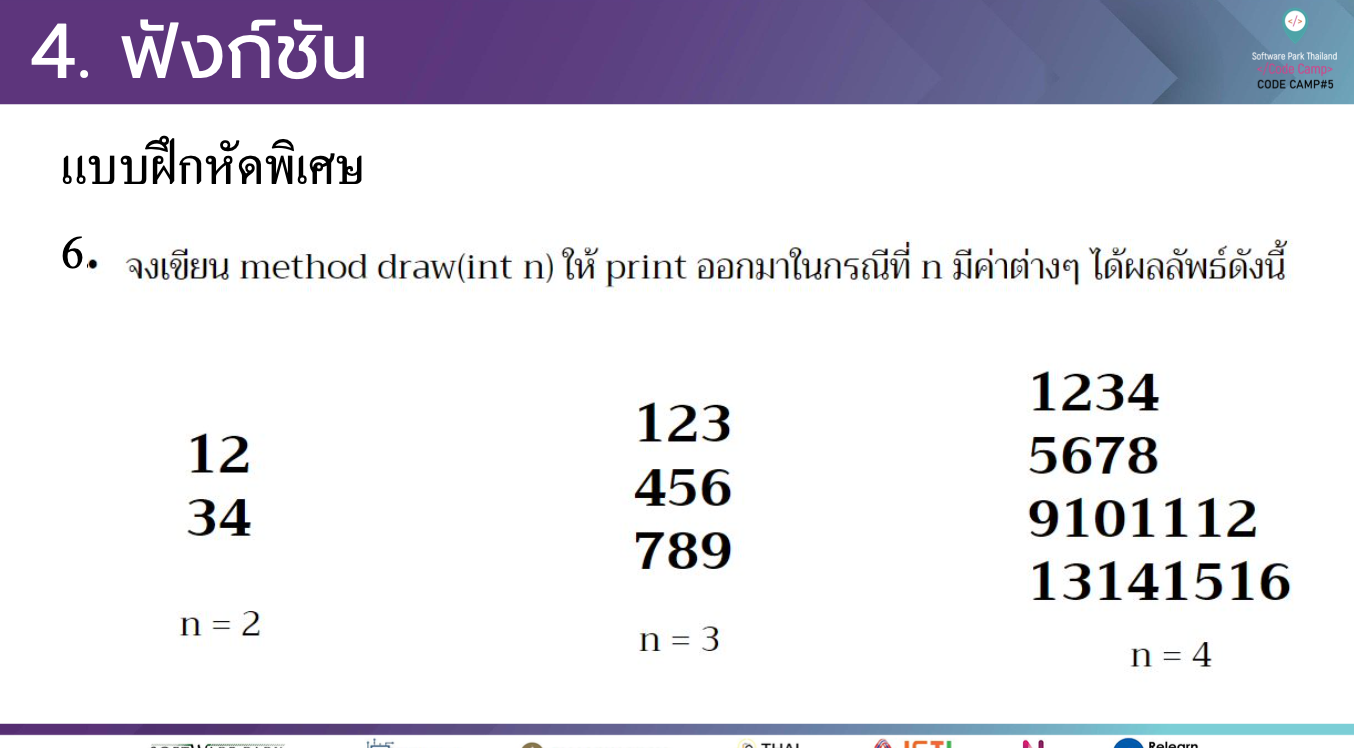 4. ฟังก์ชัน
</>
Software Park Thailand
</Code Camp>
CODE CAMP#5
แบบฝึกหัดพิเศษ
6. จงเขียน method draw(int n) ให้ print ออกมาในกรณีที่ n มีค่าต่างๆ ได้ผลลัพธ์ดังนี้
12
34
n = 2
123
456
789
n = 3
1234
5678
9101112
13141516
n = 4
THAI
Relearn